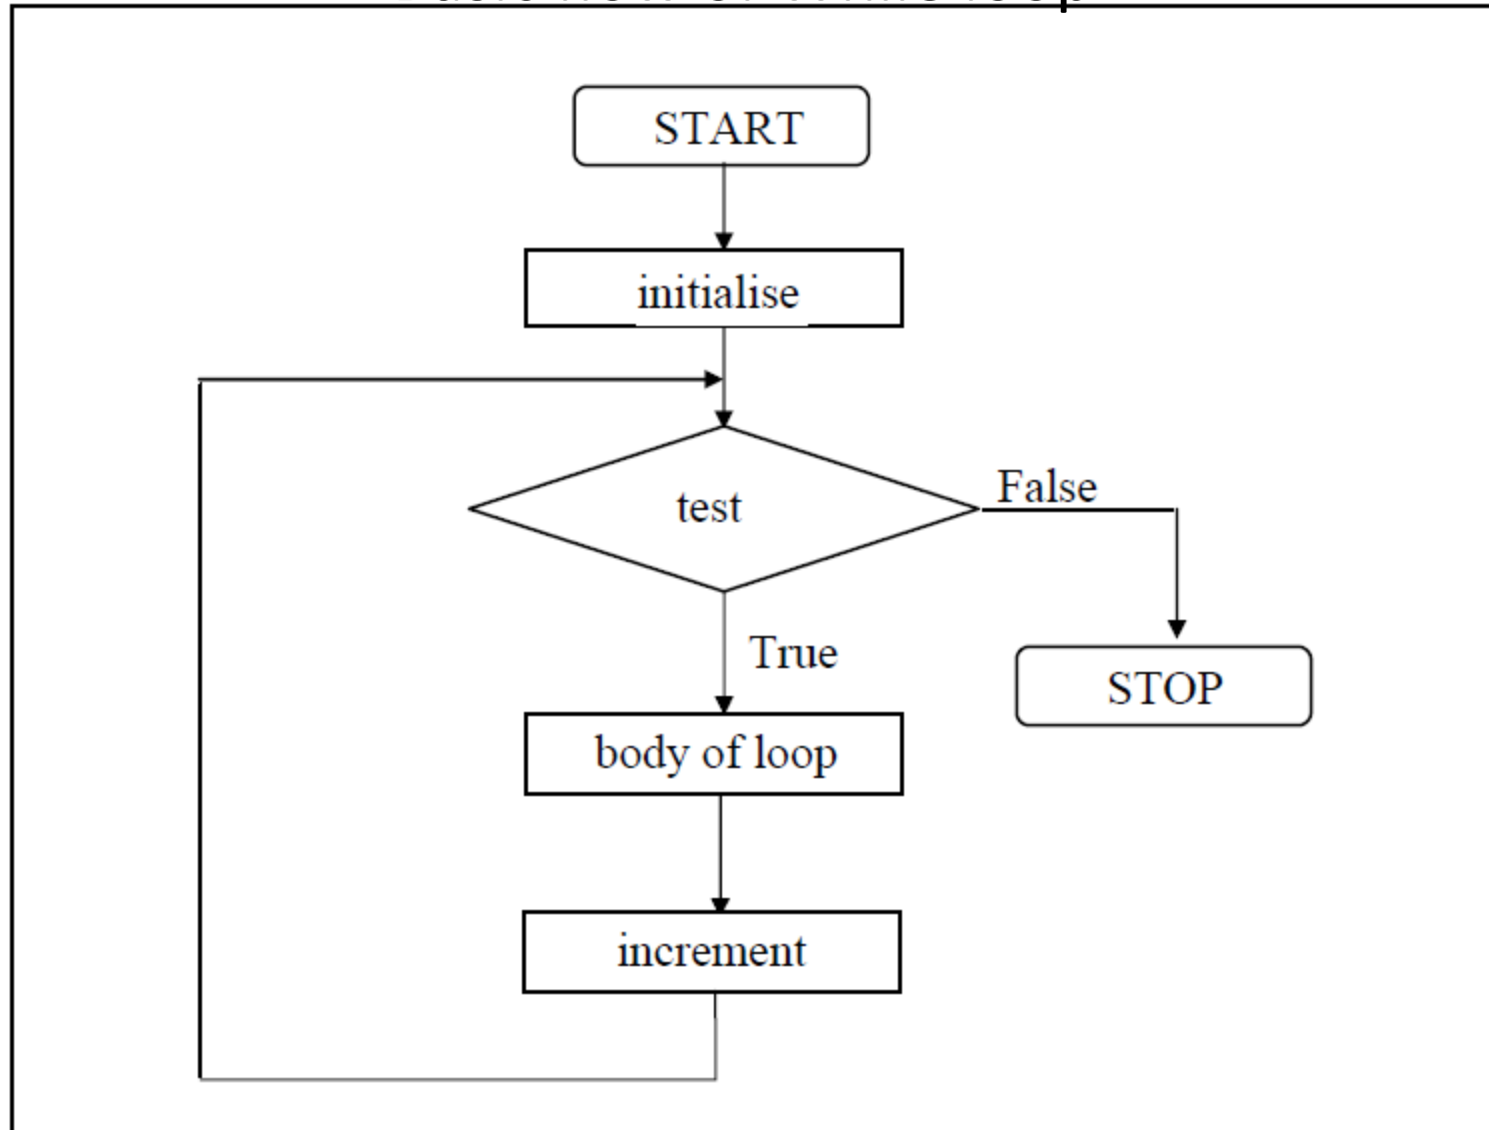 START
initialise
test
False
True
STOP
body of loop
increment